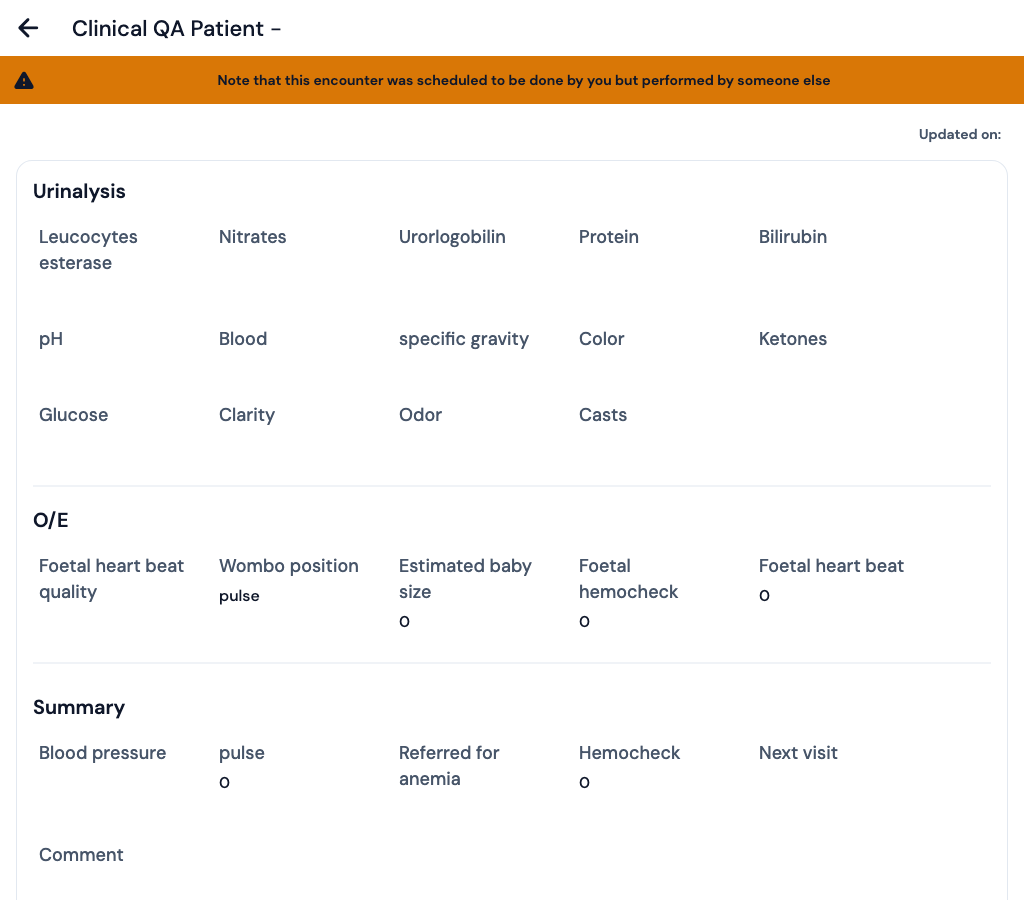 Clinical QA Patient -
Note that this encounter was scheduled to be done by you but performed by someone else
Updated on:
Urinalysis
Leucocytes esterase
Nitrates
Urorlogobilin
Protein
Bilirubin
pH
Blood
specific gravity
Color
Ketones
Glucose
Clarity
Odor
Casts
O/E
Foetal heart beat quality
Wombo position
pulse
Estimated baby size
0
Foetal hemocheck
0
Foetal heart beat
0
Summary
Blood pressure
pulse
0
Referred for anemia
Hemocheck
0
Next visit
Comment